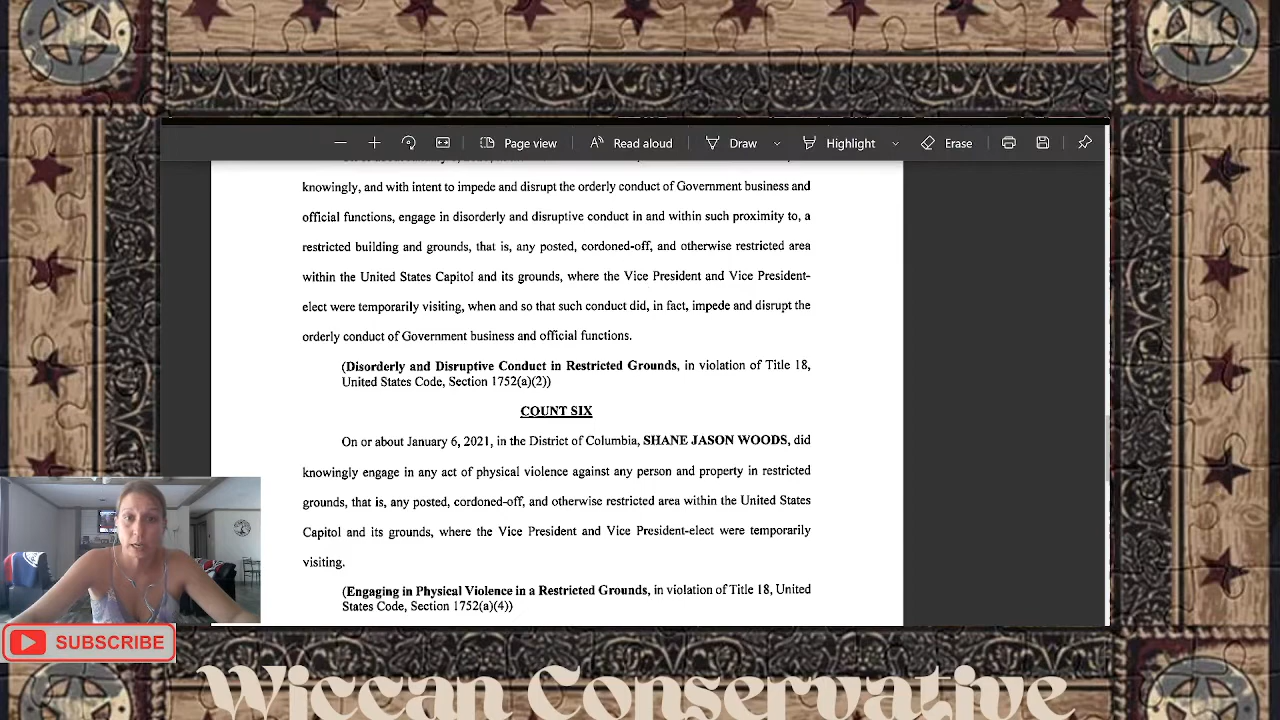 Page view
Read aloud
Draw
Highlight
Erase
knowingly, and with intent to impede and disrupt the orderly conduct of Government business and
official functions, engage in disorderly and disruptive conduct in and within such proximity to, a
restricted building and grounds, that is, any posted, cordoned-off, and otherwise restricted area
within the United States Capitol and its grounds, where the Vice President and Vice President-
elect were temporarily visiting, when and so that such conduct did, in fact, impede and disrupt the
orderly conduct of Government business and official functions.
(Disorderly and Disruptive Conduct in Restricted Grounds, in violation of Title 18,
United States Code, Section 1752(a)(2))
COUNT SIX
On or about January 6, 2021, in the District of Columbia, SHANE JASON WOODS, did
knowingly engage in any act of physical violence against any person and property in restricted
grounds, that is, any posted, cordoned-off, and otherwise restricted area within the United States
Capitol and its grounds, where the Vice President and Vice President-elect were temporarily
visiting.
(Engaging in Physical Violence in a Restricted Grounds, in violation of Title 18, United
States Code, Section 1752(a)(4))
SUBSCRIBE
Wiccan Conservative